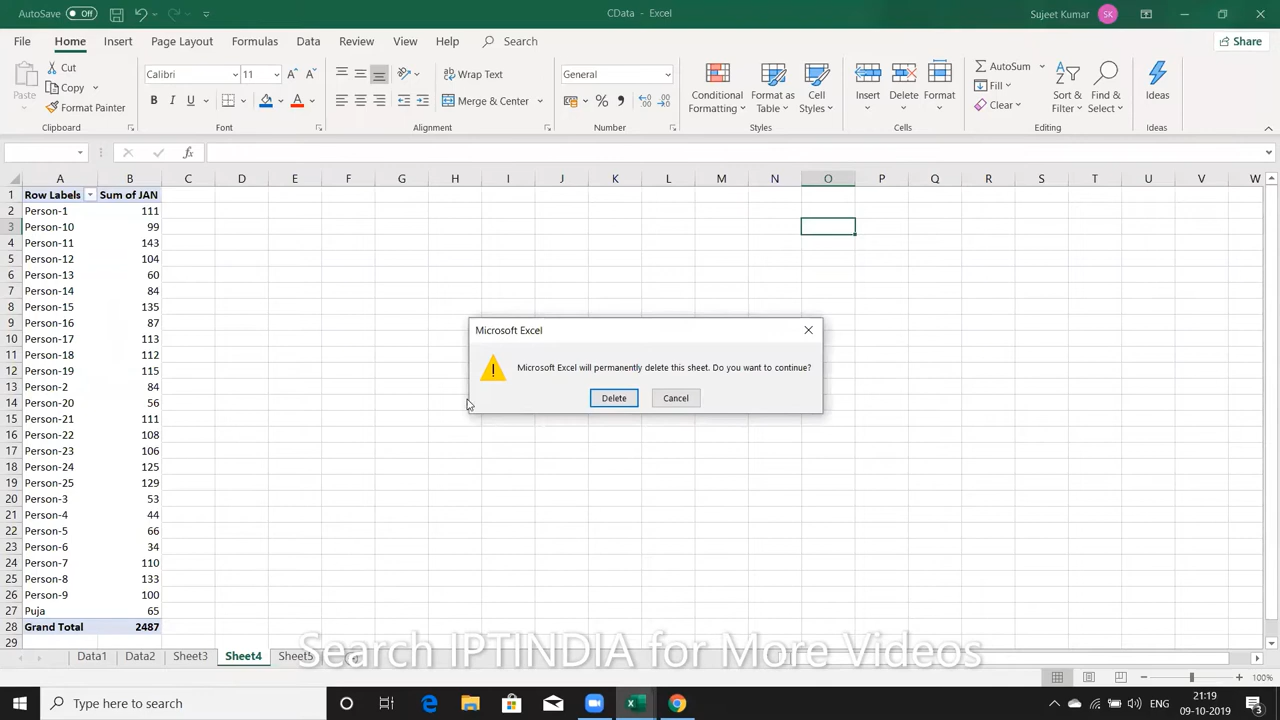 AutoSave Off CData - Excel Sujeet Kumar SK
File Home Insert Page Layout Formulas Data Review View Help Search Share
Paste Cut Copy Format Painter Clipboard
Calibri 11 B I U A Font
Wrap Text Merge & Center Alignment
General % Number
Conditional Formatting Format as Table Cell Styles Styles
Insert Delete Format Cells
AutoSum Fill Clear Sort & Filter Find & Select Editing
Ideas Ideas
fx
A B C D E F G H I J K L M N O P Q R S T U V W
1 Row Labels Sum of JAN
2 Person-1 111
3 Person-10 99
4 Person-11 143
5 Person-12 104
6 Person-13 60
7 Person-14 84
8 Person-15 135
9 Person-16 87
10 Person-17 113
11 Person-18 112
12 Person-19 115
13 Person-2 84
14 Person-20 56
15 Person-21 111
16 Person-22 108
17 Person-23 106
18 Person-24 125
19 Person-25 129
20 Person-3 53
21 Person-4 44
22 Person-5 66
23 Person-6 34
24 Person-7 110
25 Person-8 133
26 Person-9 100
27 Puja 65
28 Grand Total 2487
29
Microsoft Excel
Microsoft Excel will permanently delete this sheet. Do you want to continue?
Delete Cancel
Data1 Data2 Sheet3 Sheet4 Sheet5
Search IPTINDIA for More Videos
100%
Type here to search ENG 21:19
09-10-2019 3